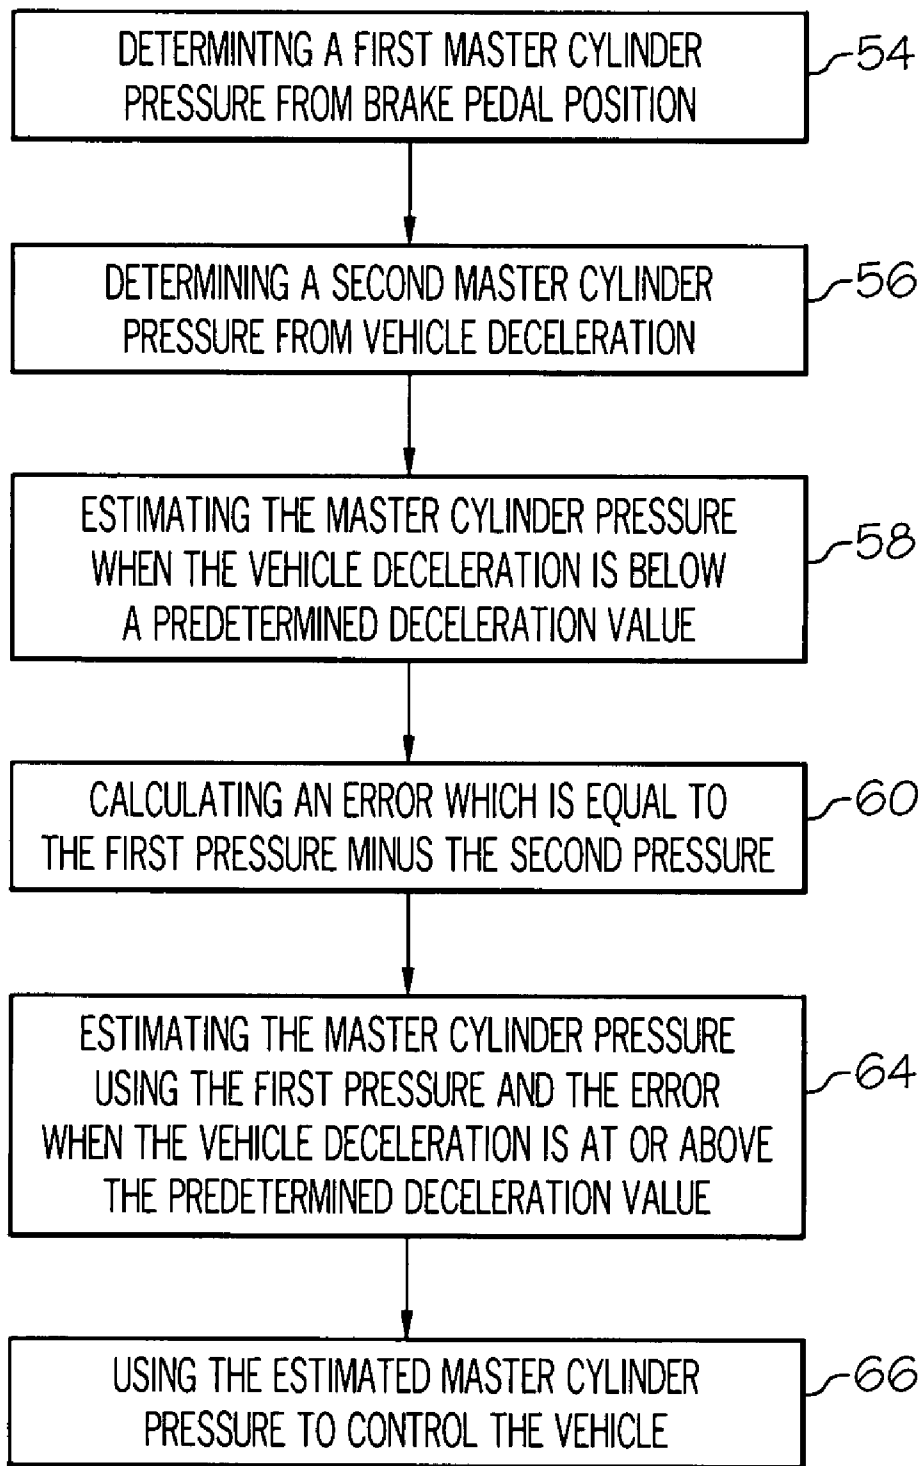 DETERMINTNG A FIRST MASTER CYLINDER
PRESSURE FROM BRAKE PEDAL POSITION
54
DETERMINING A SECOND MASTER CYLINDER
PRESSURE FROM VEHICLE DECELERATION
56
ESTIMATING THE MASTER CYLINDER PRESSURE
WHEN THE VEHICLE DECELERATION IS BELOW
A PREDETERMINED DECELERATION VALUE
58
CALCULATING AN ERROR WHICH IS EQUAL TO
THE FIRST PRESSURE MINUS THE SECOND PRESSURE
60
ESTIMATING THE MASTER CYLINDER PRESSURE
USING THE FIRST PRESSURE AND THE ERROR
WHEN THE VEHICLE DECELERATION IS AT OR ABOVE
THE PREDETERMINED DECELERATION VALUE
64
USING THE ESTIMATED MASTER CYLINDER
PRESSURE TO CONTROL THE VEHICLE
66